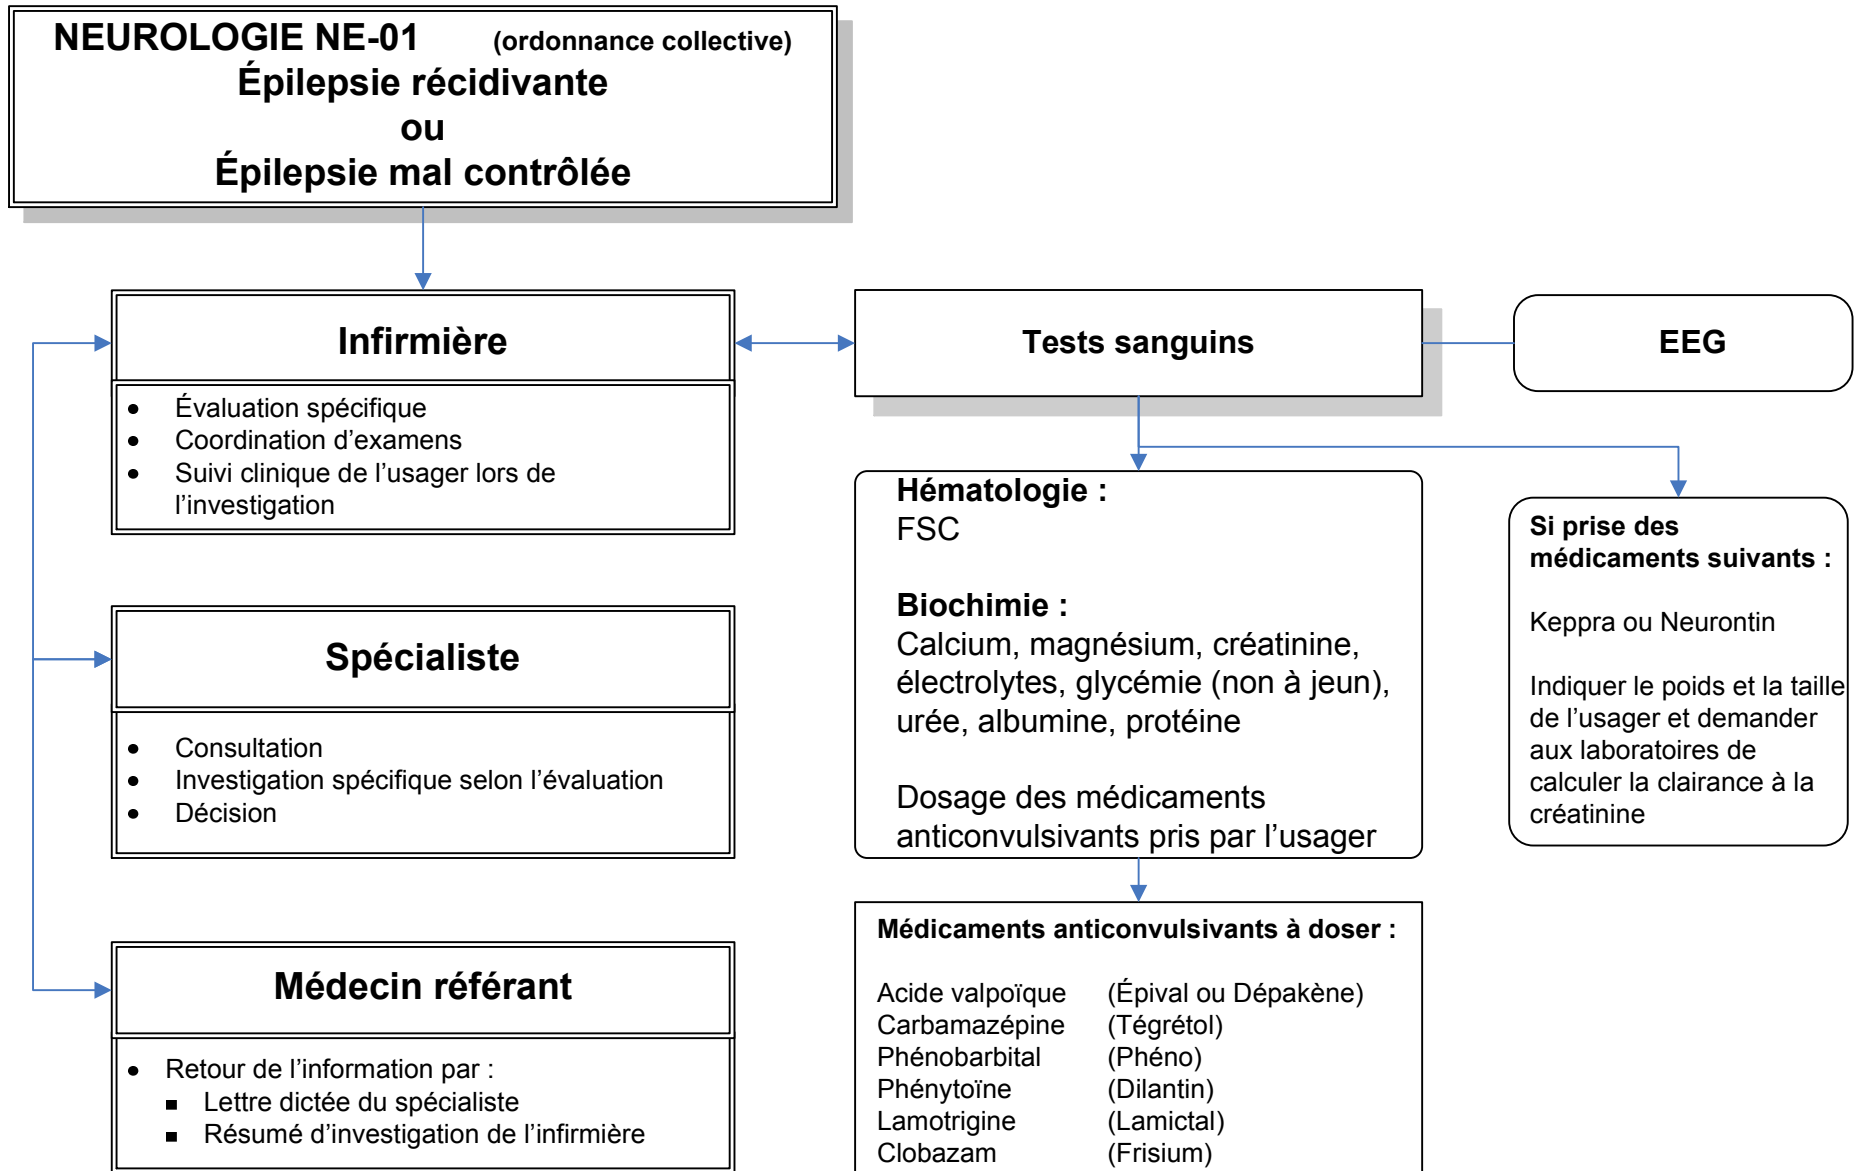 NEUROLOGIE NE-01 (ordonnance collective)
Épilepsie récidivante
ou
Épilepsie mal contrôlée
Infirmière
• Évaluation spécifique
• Coordination d'examens
• Suivi clinique de l'usager lors de
l'investigation
Spécialiste
• Consultation
• Investigation spécifique selon l'évaluation
• Décision
Médecin référant
• Retour de l'information par :
▪ Lettre dictée du spécialiste
▪ Résumé d'investigation de l'infirmière
Tests sanguins
EEG
Hématologie :
FSC
Biochimie :
Calcium, magnésium, créatinine,
électrolytes, glycémie (non à jeun),
urée, albumine, protéine
Dosage des médicaments
anticonvulsivants pris par l'usager
Si prise des
médicaments suivants :
Keppra ou Neurontin
Indiquer le poids et la taille
de l'usager et demander
aux laboratoires de
calculer la clairance à la
créatinine
Médicaments anticonvulsivants à doser :
Acide valpoïque (Épival ou Dépakène)
Carbamazépine (Tégrétol)
Phénobarbital (Phéno)
Phénytoïne (Dilantin)
Lamotrigine (Lamictal)
Clobazam (Frisium)